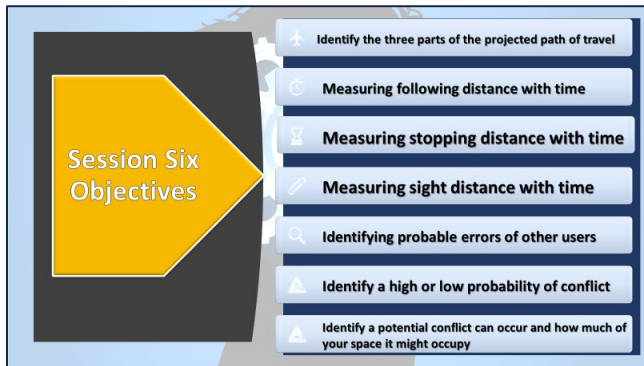 Session Six
Objectives
Identify the three parts of the projected path of travel
Measuring following distance with time
Measuring stopping distance with time
Measuring sight distance with time
Identifying probable errors of other users
Identify a high or low probability of conflict
Identify a potential conflict can occur and how much of
your space it might occupy